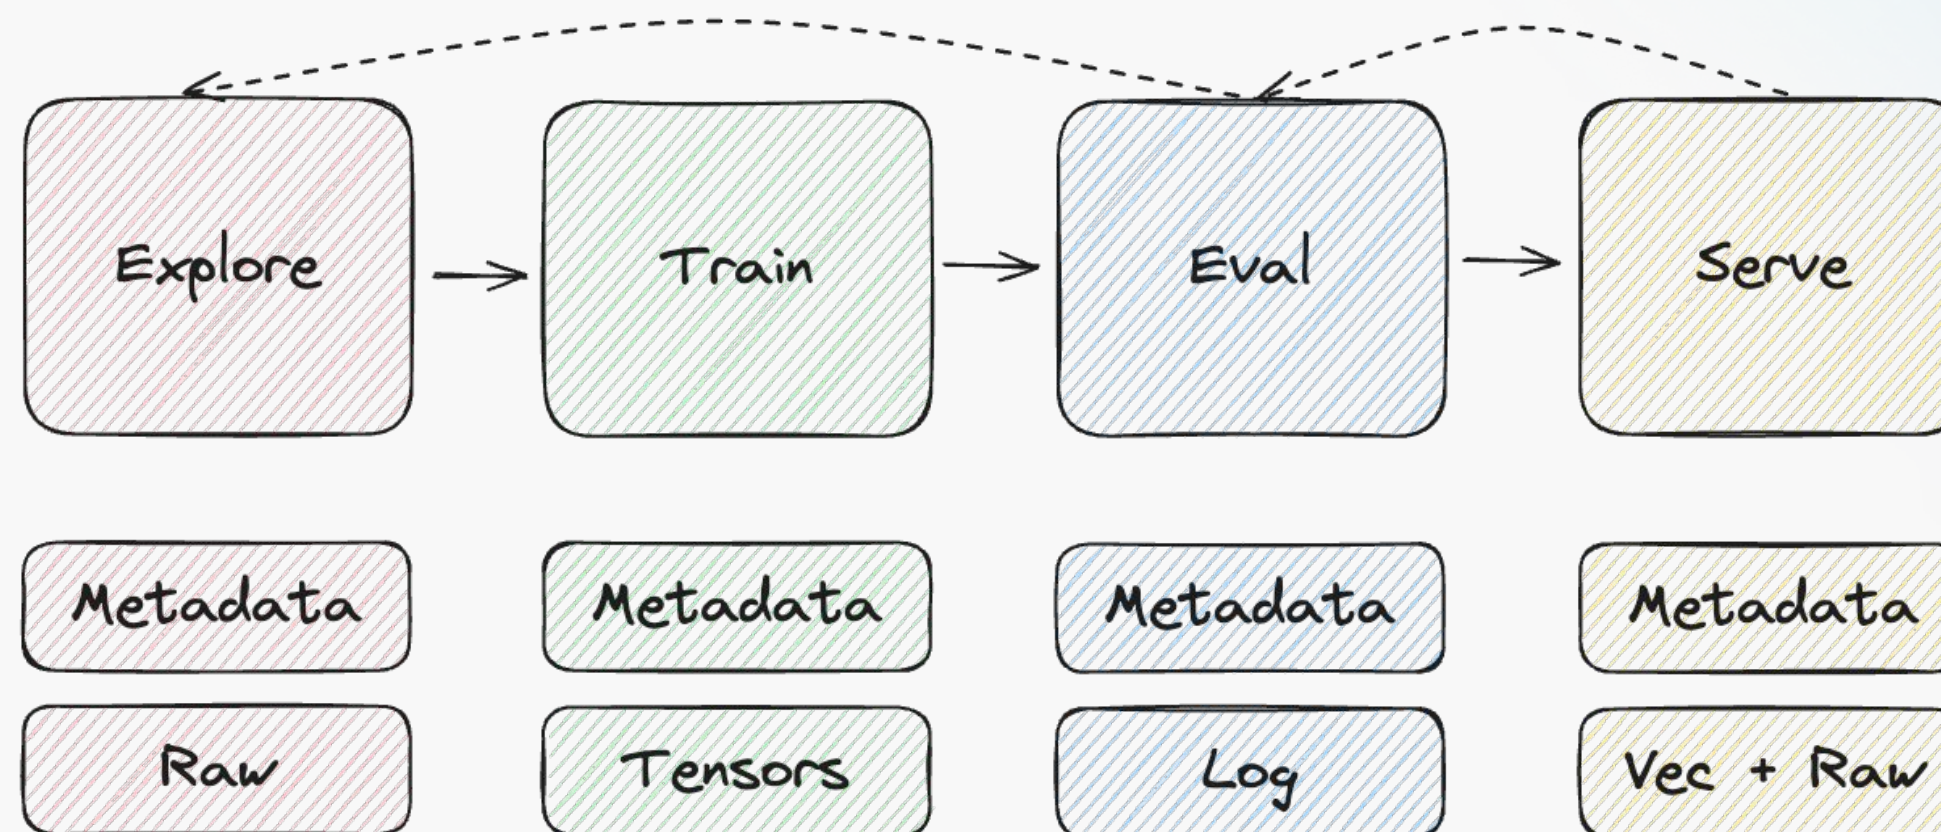 Explore
Train
Eval
Serve
Metadata
Metadata
Metadata
Metadata
Raw
Tensors
Log
Vec + Raw